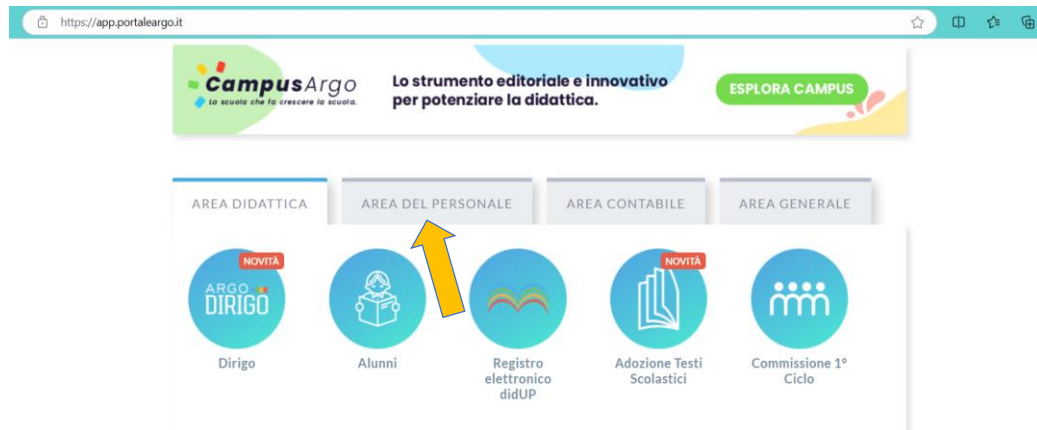 https://app.portaleargo.it
CampusArgo
La scuola che fa crescere la scuola.
Lo strumento editoriale e innovativo
per potenziare la didattica.
ESPLORA CAMPUS
AREA DIDATTICA
AREA DEL PERSONALE
AREA CONTABILE
AREA GENERALE
NOVITÀ
ARGO
DIRIGO
Dirigo
Alunni
Registro
elettronico
didUP
NOVITÀ
Adozione Testi
Scolastici
Commissione 1°
Ciclo